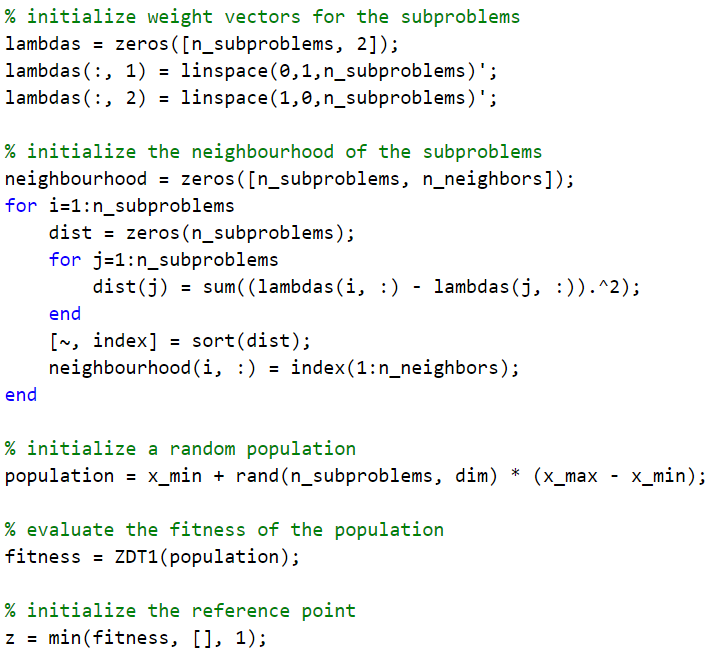 % initialize weight vectors for the subproblems
lambdas = zeros([n_subproblems, 2]);
lambdas(:, 1) = linspace(0,1,n_subproblems)';
lambdas(:, 2) = linspace(1,0,n_subproblems)';

% initialize the neighbourhood of the subproblems
neighbourhood = zeros([n_subproblems, n_neighbors]);
for i=1:n_subproblems
    dist = zeros(n_subproblems);
    for j=1:n_subproblems
        dist(j) = sum((lambdas(i, :) - lambdas(j, :)).^2);
    end
    [~, index] = sort(dist);
    neighbourhood(i, :) = index(1:n_neighbors);
end

% initialize a random population
population = x_min + rand(n_subproblems, dim) * (x_max - x_min);

% evaluate the fitness of the population
fitness = ZDT1(population);

% initialize the reference point
z = min(fitness, [], 1);